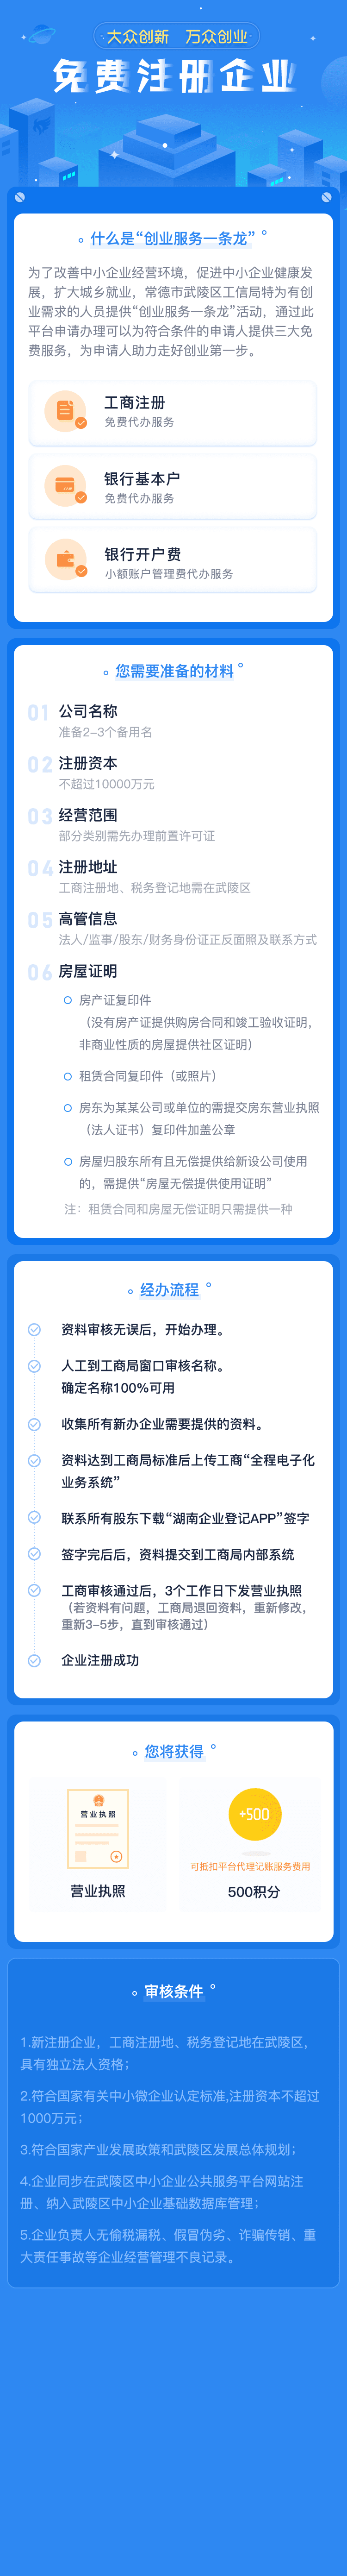 大众创新 万众创业
免费注册企业
什么是“创业服务一条龙”
为了改善中小企业经营环境，促进中小企业健康发
展，扩大城乡就业，常德市武陵区工信局特为有创
业需求的人员提供“创业服务一条龙”活动，通过此
平台申请办理可以为符合条件的申请人提供三大免
费服务，为申请人助力走好创业第一步。
工商注册
免费代办服务
银行基本户
免费代办服务
银行开户费
小额账户管理费代办服务
您需要准备的材料
01 公司名称
准备2-3个备用名
02 注册资本
不超过10000万元
03 经营范围
部分类别需先办理前置许可证
04 注册地址
工商注册地、税务登记地需在武陵区
05 高管信息
法人/监事/股东/财务身份证正反面照及联系方式
06 房屋证明
房产证复印件
（没有房产证提供购房合同和竣工验收证明，
非商业性质的房屋提供社区证明）
租赁合同复印件（或照片）
房东为某某公司或单位的需提交房东营业执照
（法人证书）复印件加盖公章
房屋归股东所有且无偿提供给新设公司使用
的，需提供“房屋无偿提供使用证明”
注：租赁合同和房屋无偿证明只需提供一种
经办流程
资料审核无误后，开始办理。
人工到工商局窗口审核名称。
确定名称100%可用
收集所有新办企业需要提供的资料。
资料达到工商局标准后上传工商“全程电子化
业务系统”
联系所有股东下载“湖南企业登记APP”签字
签字完后后，资料提交到工商局内部系统
工商审核通过后，3个工作日下发营业执照
（若资料有问题，工商局退回资料，重新修改，
重新3-5步，直到审核通过）
企业注册成功
您将获得
营业执照
+500
可抵扣平台代理记账服务费用
营业执照
500积分
审核条件
1.新注册企业，工商注册地、税务登记地在武陵区，
具有独立法人资格；
2.符合国家有关中小微企业认定标准,注册资本不超过
1000万元；
3.符合国家产业发展政策和武陵区发展总体规划；
4.企业同步在武陵区中小企业公共服务平台网站注
册、纳入武陵区中小企业基础数据库管理；
5.企业负责人无偷税漏税、假冒伪劣、诈骗传销、重
大责任事故等企业经营管理不良记录。